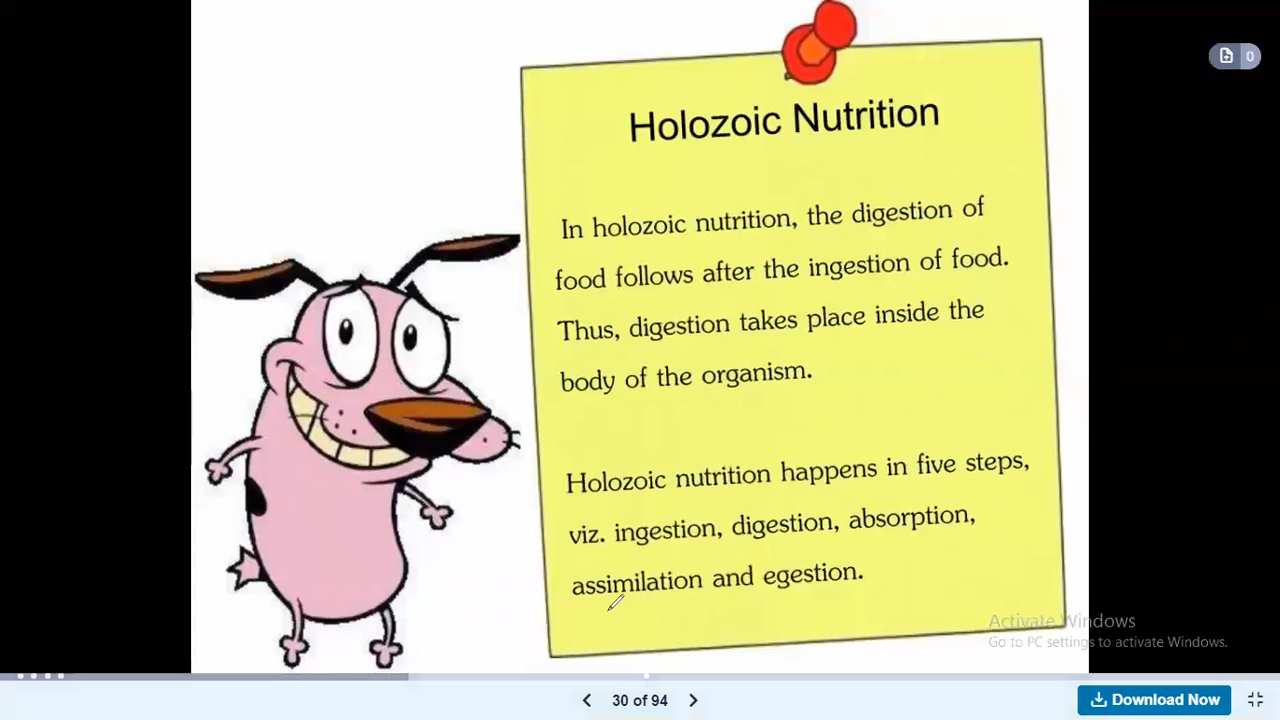 0
Holozoic Nutrition
In holozoic nutrition, the digestion of
food follows after the ingestion of food.
Thus, digestion takes place inside the
body of the organism.
Holozoic nutrition happens in five steps,
viz. ingestion, digestion, absorption,
assimilation and egestion.
Activate Windows
Go to PC settings to activate Windows.
30 of 94
Download Now